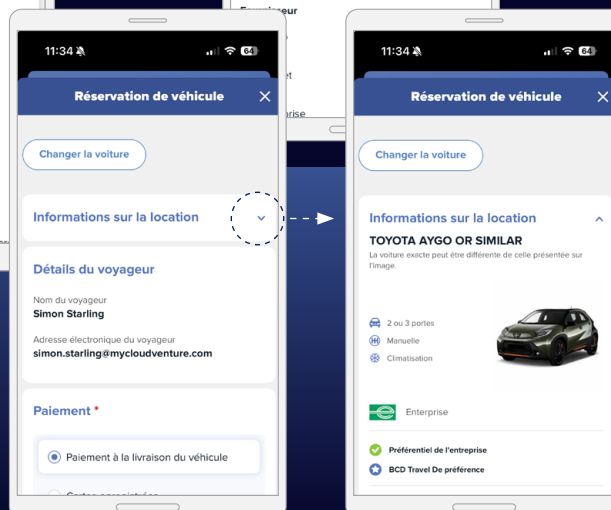 Fournisseur
11:34
64
Réservation de véhicule
Changer la voiture
Informations sur la location
Détails du voyageur
Nom du voyageur
Simon Starling
Adresse électronique du voyageur
simon.starling@mycloudventure.com
Paiement *
Paiement à la livraison du véhicule
Cartes enregistrées
11:34
64
Réservation de véhicule
Changer la voiture
Informations sur la location
TOYOTA AYGO OR SIMILAR
La voiture exacte peut être différente de celle présentée sur
l'image.
2 ou 3 portes
Manuelle
Climatisation
Enterprise
Préférentiel de l'entreprise
BCD Travel De préférence